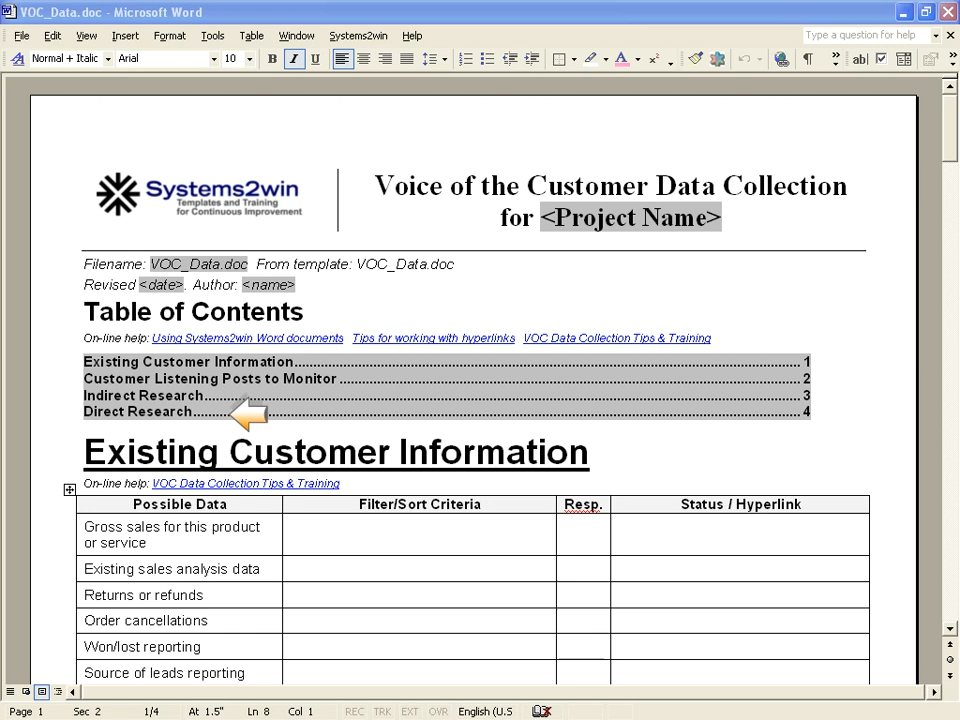 VOC_Data.doc - Microsoft Word
File Edit View Insert Format Tools Table Window Systems2win Help Type a question for help
Normal + Italic Arial 10 B I U
Systems2win
Templates and Training
for Continuous Improvement
Voice of the Customer Data Collection
for <Project Name>
Filename: VOC_Data.doc From template: VOC_Data.doc
Revised <date>. Author: <name>
Table of Contents
On-line help: Using Systems2win Word documents Tips for working with hyperlinks VOC Data Collection Tips & Training
Existing Customer Information 1
Customer Listening Posts to Monitor 2
Indirect Research 3
Direct Research 4
Existing Customer Information
On-line help: VOC Data Collection Tips & Training
Possible Data Filter/Sort Criteria Resp. Status / Hyperlink
Gross sales for this product
or service
Existing sales analysis data
Returns or refunds
Order cancellations
Won/lost reporting
Source of leads reporting
Page 1 Sec 2 1/4 At 1.5" Ln 8 Col 1 REC TRK EXT OVR English (U.S